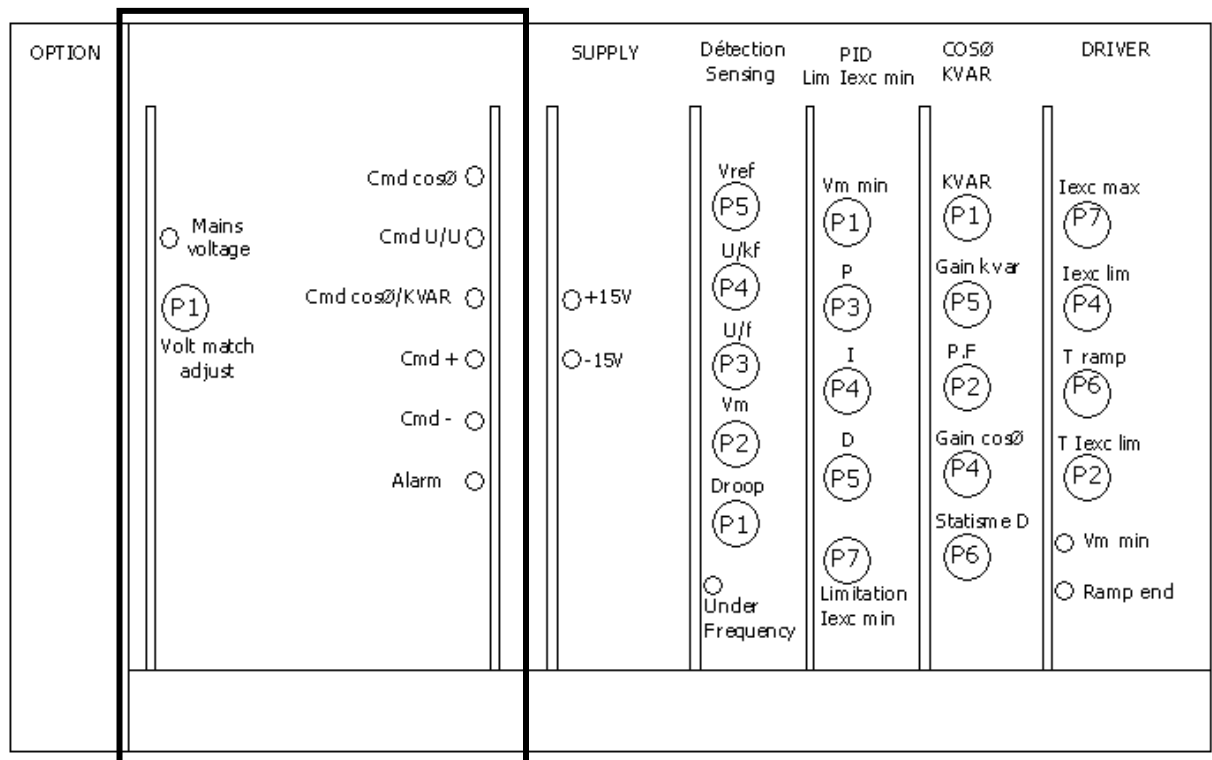 OPTION
Mains
voltage
P1
Volt match
adjust
Cmd cosØ
Cmd U/U
Cmd cosØ/KVAR
Cmd +
Cmd -
Alarm
SUPPLY
+15V
-15V
Détection
Sensing
Vref
P5
U/kf
P4
U/f
P3
Vm
P2
Droop
P1
Under
Frequency
PID
Lim Iexc min
Vm min
P1
P
P3
I
P4
D
P5
P7
Limitation
Iexc min
COSØ
KVAR
KVAR
P1
Gain kvar
P5
P.F
P2
Gain cosØ
P4
Statisme D
P6
DRIVER
Iexc max
P7
Iexc lim
P4
T ramp
P6
T Iexc lim
P2
Vm min
Ramp end